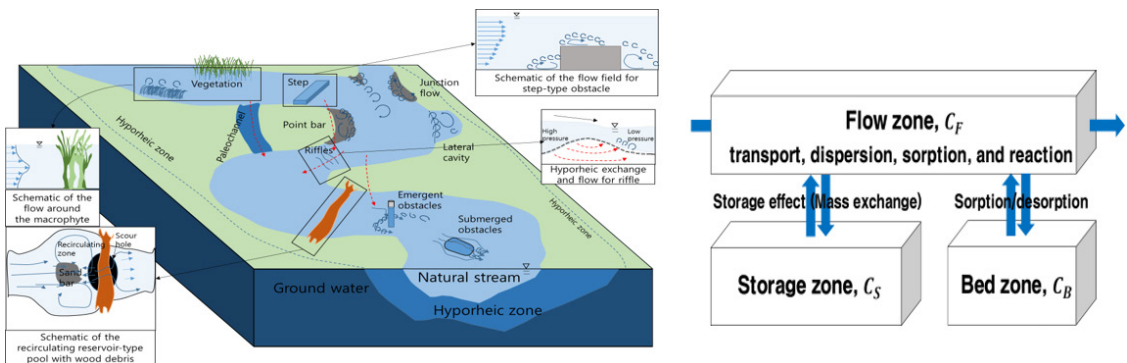 Vegetation
Step
Junction
flow
Schematic of the flow field for
step-type obstacle
Hyporheic zone
Paleochannel
Point bar
Riffles
Lateral
cavity
High
pressure
Low
pressure
Hyporheic exchange
and flow for riffle
Schematic of the
flow around
the macrophyte
Emergent
obstacles
Submerged
obstacles
Hyporheic zone
Recirculating
zone
Scour
hole
Sand
bar
Schematic of the
recirculating reservoir-type
pool with wood debris
Natural stream
Ground water
Hyporheic zone
Flow zone, C_F
transport, dispersion, sorption, and reaction
Storage effect (Mass exchange)
Sorption/desorption
Storage zone, C_S
Bed zone, C_B